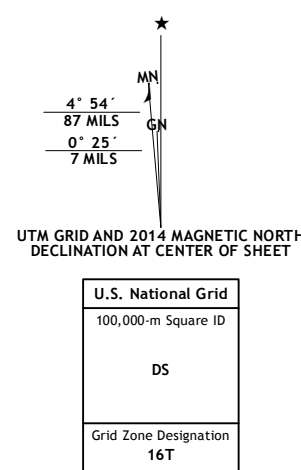 ★
MN
4° 54´
87 MILS
GN
0° 25´
7 MILS
UTM GRID AND 2014 MAGNETIC NORTH
DECLINATION AT CENTER OF SHEET
U.S. National Grid
100,000-m Square ID
DS
Grid Zone Designation
16T